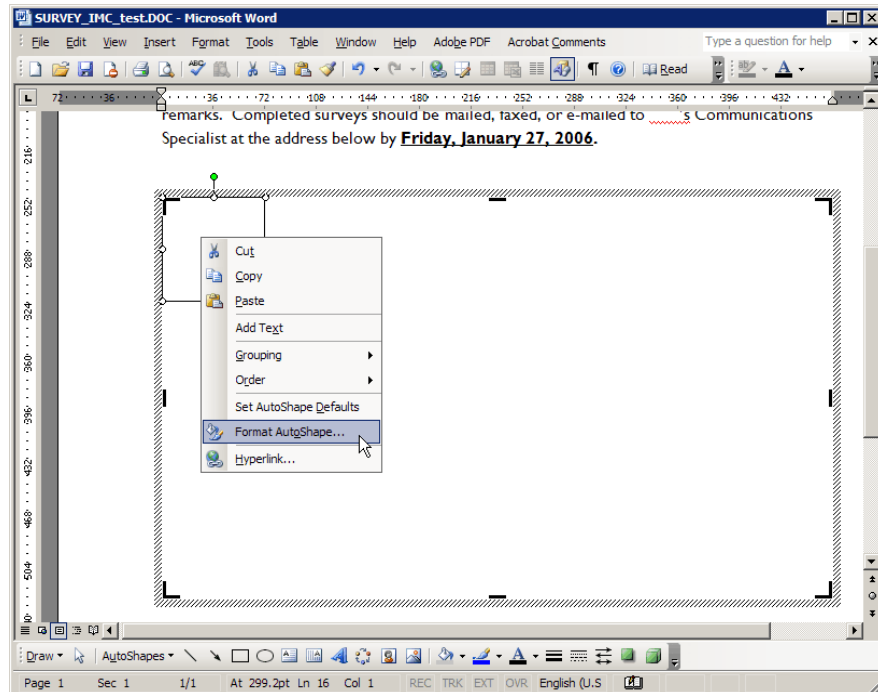 SURVEY_IMC_test.DOC - Microsoft Word
File Edit View Insert Format Tools Table Window Help Adobe PDF Acrobat Comments Type a question for help
Read
72 36 36 72 108 144 180 216 252 288 324 360 396 432
remarks. Completed surveys should be mailed, faxed, or e-mailed to 's Communications
Specialist at the address below by Friday, January 27, 2006.
216
252
288
324
360
396
432
468
504
Cut
Copy
Paste
Add Text
Grouping
Order
Set AutoShape Defaults
Format AutoShape...
Hyperlink...
Draw AutoShapes
Page 1 Sec 1 1/1 At 299.2pt Ln 16 Col 1 REC TRK EXT OVR English (U.S